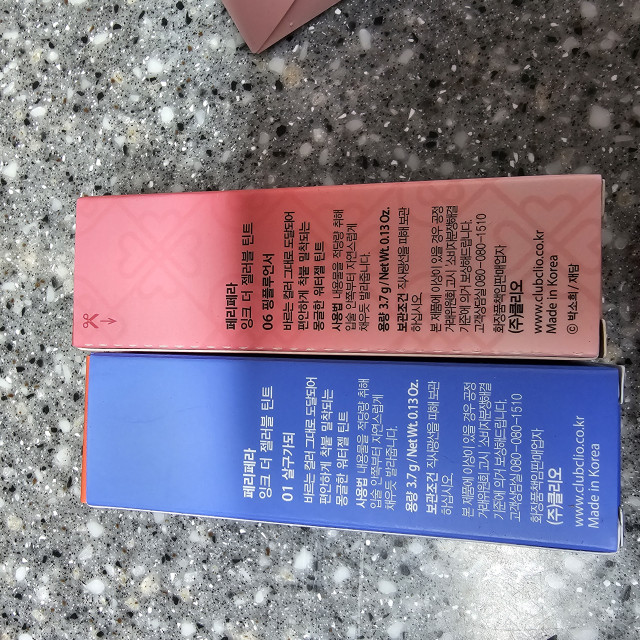 페리페라
잉크 더 젤러블 틴트
06 핑플루언서
바르는 컬러 그대로 도달되어
편안하게 착붙 밀착되는
몽글한 워터젤 틴트
사용법 내용물을 적당량 취해
입술 안쪽부터 자연스럽게
채우듯 발라줍니다.
용량 3.7 g / Net Wt. 0.13 Oz.
보관조건 직사광선을 피해 보관
하십시오
본 제품에 이상이 있을 경우 공정
거래위원회 고시 소비자분쟁해결
기준에 의거 보상해드립니다.
고객상담실 080-080-1510
화장품책임판매업자
(주)클리오
www.clubclio.co.kr
Made in Korea
© 박소희 / 재담
페리페라
잉크 더 젤러블 틴트
01 살구기되
바르는 컬러 그대로 도달되어
편안하게 착붙 밀착되는
몽글한 워터젤 틴트
사용법 내용물을 적당량 취해
입술 안쪽부터 자연스럽게
채우듯 발라줍니다.
용량 3.7 g / Net Wt. 0.13 Oz.
보관조건 직사광선을 피해 보관
하십시오
본 제품에 이상이 있을 경우 공정
거래위원회 고시 소비자분쟁해결
기준에 의거 보상해드립니다.
고객상담실 080-080-1510
화장품책임판매업자
(주)클리오
www.clubclio.co.kr
Made in Korea